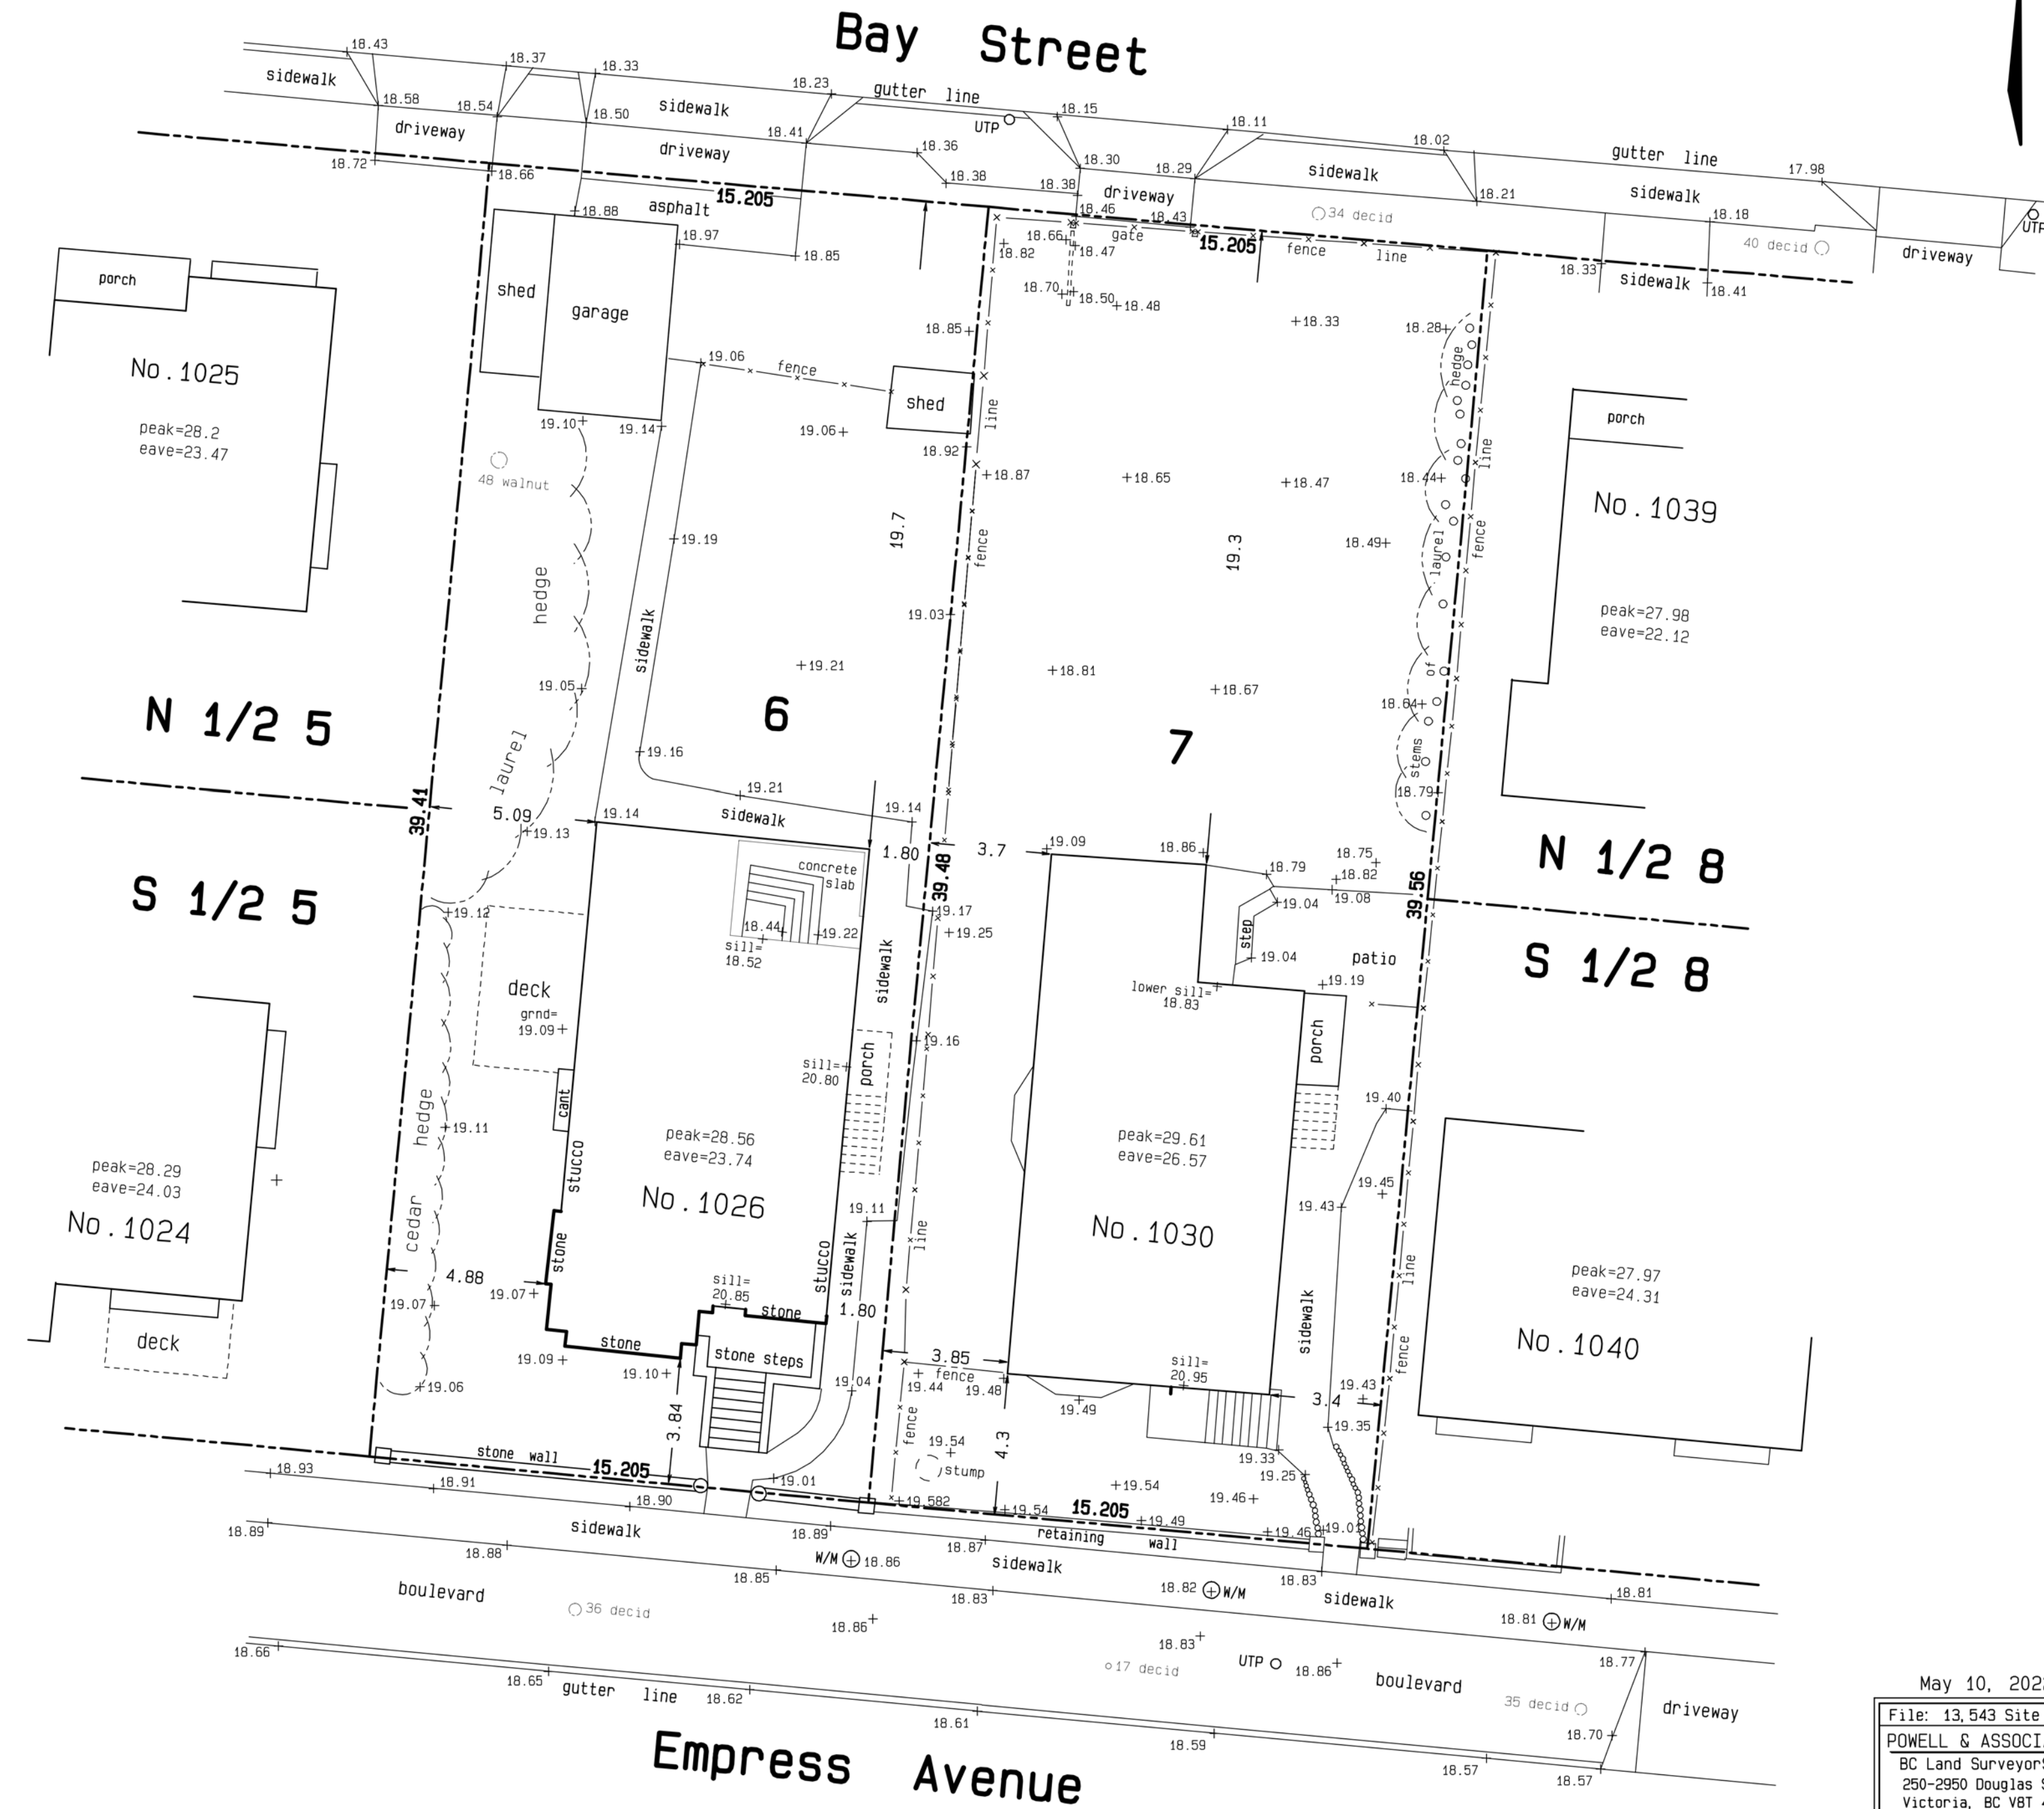 Bay Street
18.43
18.37
18.33
18.23
gutter line
18.15
18.11
18.02
gutter line
17.98
sidewalk
18.58
18.54
18.50
sidewalk
18.41
UTP
18.36
18.30
18.29
sidewalk
18.21
sidewalk
18.18
UTP
driveway
driveway
18.38
18.38
driveway
18.72
18.66
15.205
18.46
18.43
34 decid
40 decid
driveway
18.88
asphalt
18.97
18.85
18.82
18.66
gate
18.47
15.205
fence line
18.33
sidewalk
18.41
porch
shed
garage
18.70
18.50
18.48
18.33
18.28
18.85
No.1025
19.06
fence
shed
line
hedge
porch
peak=28.2
eave=23.47
19.10
19.14
19.06
18.92
line
48 walnut
18.87
18.65
18.47
18.44
No.1039
19.7
19.3
19.19
fence
18.49
laurel
fence
hedge
19.03
peak=27.98
eave=22.12
sidewalk
19.21
18.81
18.67
of
19.05
18.64
N 1/2 5
6
7
laurel
19.16
stems
19.21
18.79
39.41
5.09
19.14
sidewalk
19.14
19.13
1.80
39.48
3.7
19.09
18.86
18.79
18.75
18.82
N 1/2 8
concrete
slab
S 1/2 5
19.12
19.17
19.04
19.08
39.56
18.44
19.22
19.25
step
sill=
18.52
19.04
patio
S 1/2 8
deck
sidewalk
grnd=
19.09
lower sill=
18.83
19.19
19.16
porch
porch
sill=
20.80
cant
hedge
19.11
19.40
peak=28.56
eave=23.74
peak=29.61
eave=26.57
stucco
peak=28.29
eave=24.03
No.1026
19.45
19.43
No.1024
cedar
19.11
No.1030
line
stone
sidewalk
stucco
4.88
19.07
19.07
sill=
20.85
stone
1.80
line
peak=27.97
eave=24.31
deck
stone
stone steps
3.85
fence
sidewalk
No.1040
fence
19.09
19.10
19.06
19.04
19.44
19.48
sill=
20.95
19.49
3.4
19.43
19.35
3.84
fence
4.3
19.54
stump
19.33
19.25
stone wall
15.205
19.01
18.93
18.91
18.90
19.582
19.54
15.205
19.54
19.46
19.49
19.46
19.01
18.89
sidewalk
18.89
18.87
retaining wall
18.88
W/M
18.86
sidewalk
18.83
18.85
18.82
W/M
sidewalk
18.81
boulevard
36 decid
18.83
18.81
W/M
18.86
18.83
17 decid
UTP
18.86
boulevard
18.77
18.66
18.65
gutter line
18.62
35 decid
driveway
18.61
18.59
18.70
18.57
18.57
Empress Avenue
May 10, 202
File: 13,543 Site
POWELL & ASSOCI
BC Land Surveyor
250-2950 Douglas
Victoria, BC V8T